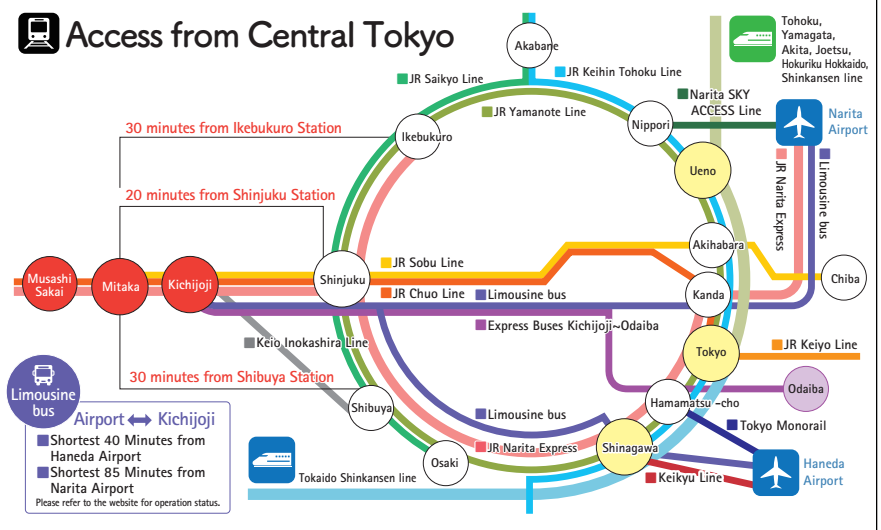 Access from Central Tokyo
Akabane
Tohoku,
Yamagata,
Akita, Joetsu,
Hokuriku Hokkaido,
Shinkansen line
JR Saikyo Line
JR Keihin Tohoku Line
JR Yamanote Line
Narita SKY
ACCESS Line
Narita
Airport
30 minutes from Ikebukuro Station
Ikebukuro
Nippori
Ueno
JR Narita Express
Limousine bus
20 minutes from Shinjuku Station
Akihabara
Musashi
Sakai
Mitaka
Kichijoji
Shinjuku
JR Sobu Line
Chiba
JR Chuo Line
Limousine bus
Kanda
Express Buses Kichijoji~Odaiba
Keio Inokashira Line
Tokyo
JR Keiyo Line
30 minutes from Shibuya Station
Odaiba
Limousine
bus
Shibuya
Hamamatsu -cho
Airport ↔ Kichijoji
Shortest 40 Minutes from
Haneda Airport
Shortest 85 Minutes from
Narita Airport
Please refer to the website for operation status.
Limousine bus
Tokyo Monorail
JR Narita Express
Shinagawa
Osaki
Tokaido Shinkansen line
Keikyu Line
Haneda
Airport